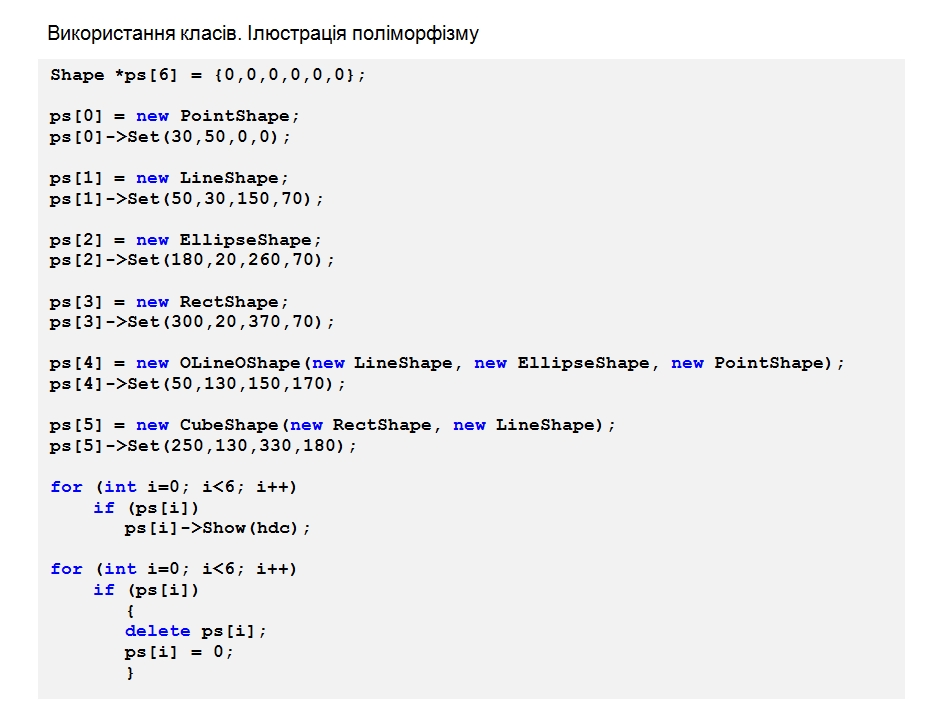 Використання класів. Ілюстрація поліморфізму
Shape *ps[6] = {0,0,0,0,0,0};
ps[0] = new PointShape;
ps[0]->Set(30,50,0,0);
ps[1] = new LineShape;
ps[1]->Set(50,30,150,70);
ps[2] = new EllipseShape;
ps[2]->Set(180,20,260,70);
ps[3] = new RectShape;
ps[3]->Set(300,20,370,70);
ps[4] = new OLineOShape(new LineShape, new EllipseShape, new PointShape);
ps[4]->Set(50,130,150,170);
ps[5] = new CubeShape(new RectShape, new LineShape);
ps[5]->Set(250,130,330,180);
for (int i=0; i<6; i++)
if (ps[i])
ps[i]->Show(hdc);
for (int i=0; i<6; i++)
if (ps[i])
{
delete ps[i];
ps[i] = 0;
}